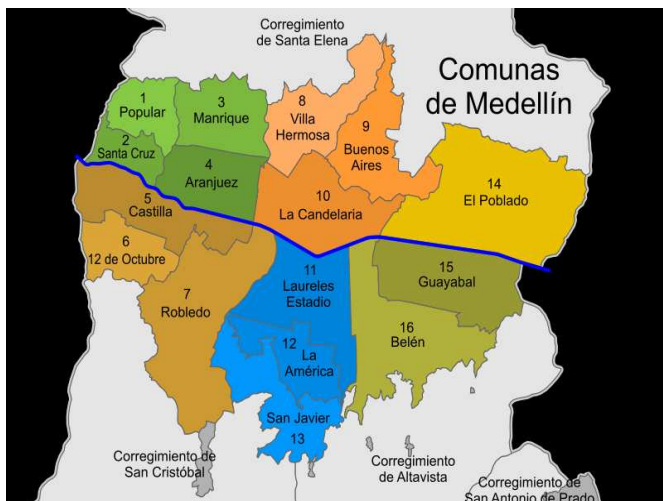 Corregimiento
de Santa Elena
Comunas
de Medellín
1
Popular
3
Manrique
8
Villa
Hermosa
9
Buenos
Aires
2
Santa Cruz
4
Aranjuez
14
El Poblado
10
La Candelaria
5
Castilla
6
12 de Octubre
7
Robledo
11
Laureles
Estadio
15
Guayabal
16
Belén
12
La
América
San Javier
13
Corregimiento de
San Cristóbal
Corregimiento
de Altavista
Corregimiento de
San Antonio de Prado